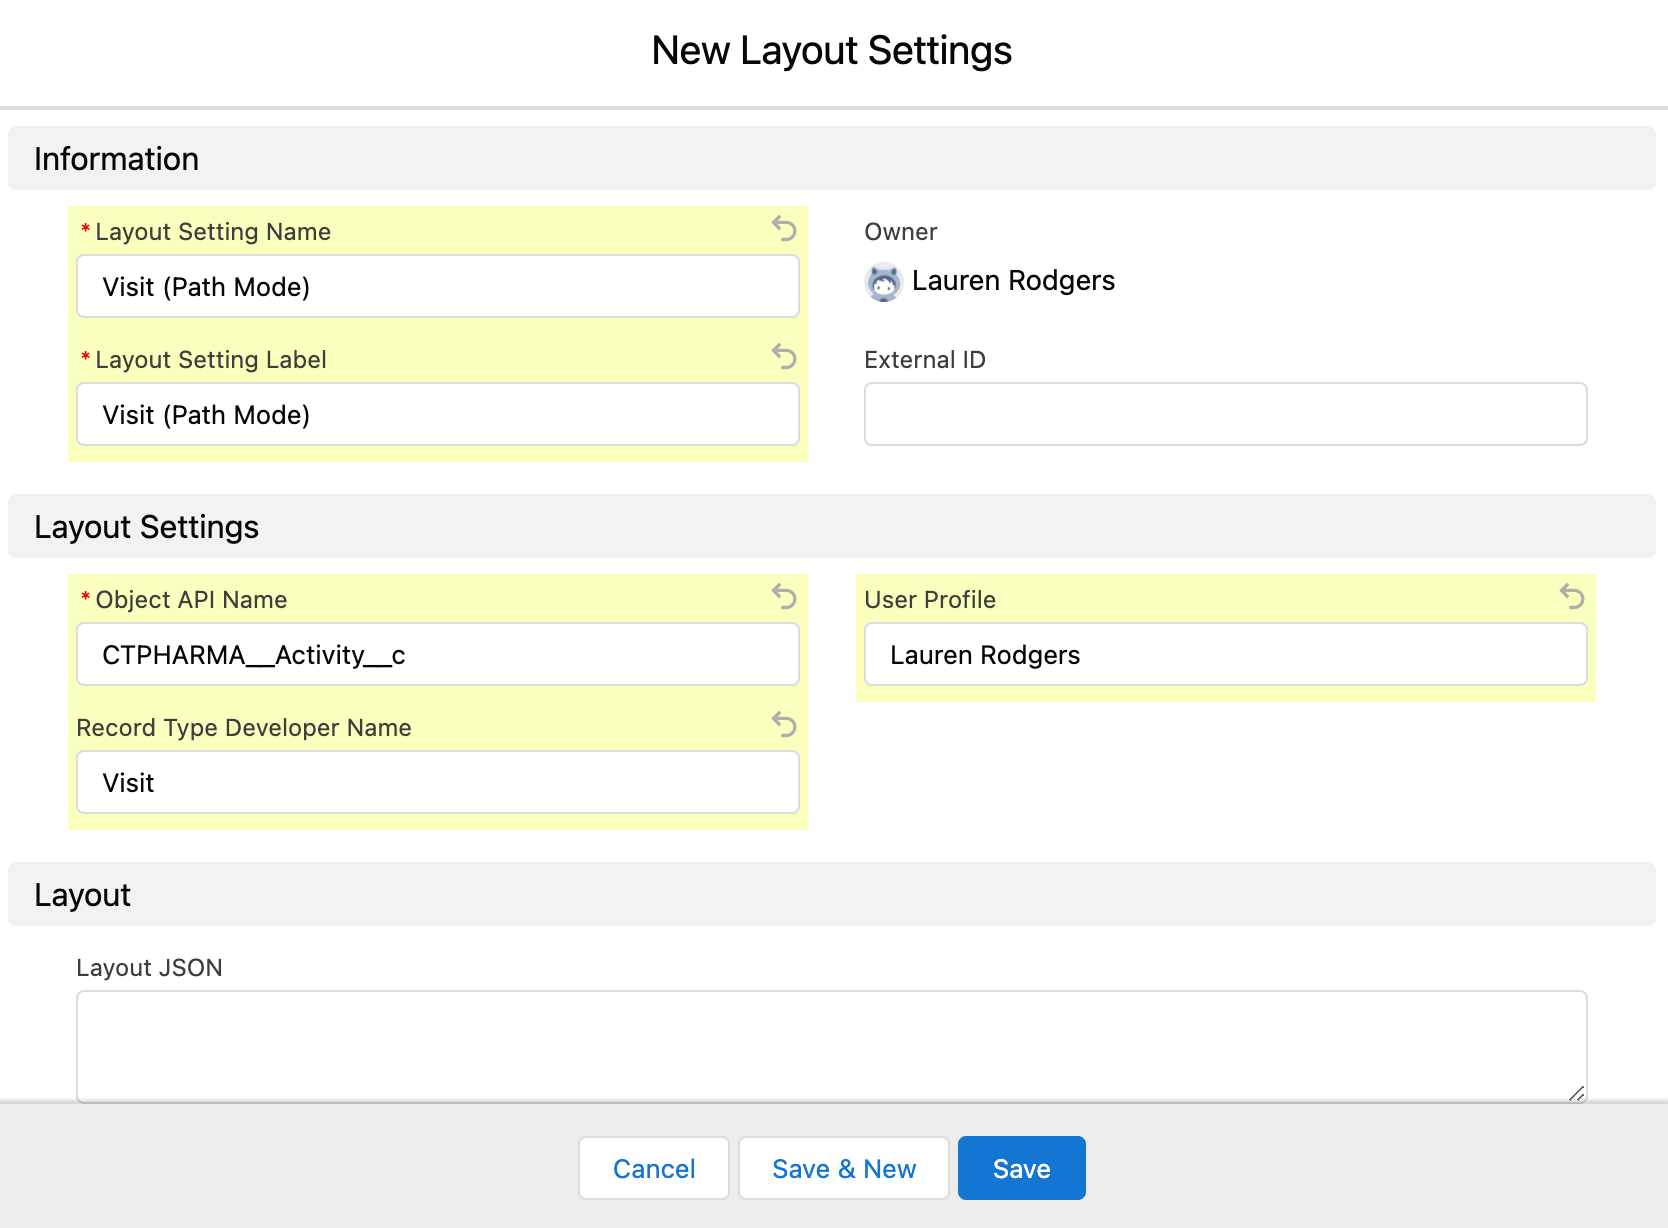 New Layout Settings
Information
* Layout Setting Name
Visit (Path Mode)
Owner
Lauren Rodgers
* Layout Setting Label
Visit (Path Mode)
External ID
Layout Settings
* Object API Name
CTPHARMA__Activity__c
User Profile
Lauren Rodgers
Record Type Developer Name
Visit
Layout
Layout JSON
Cancel
Save & New
Save